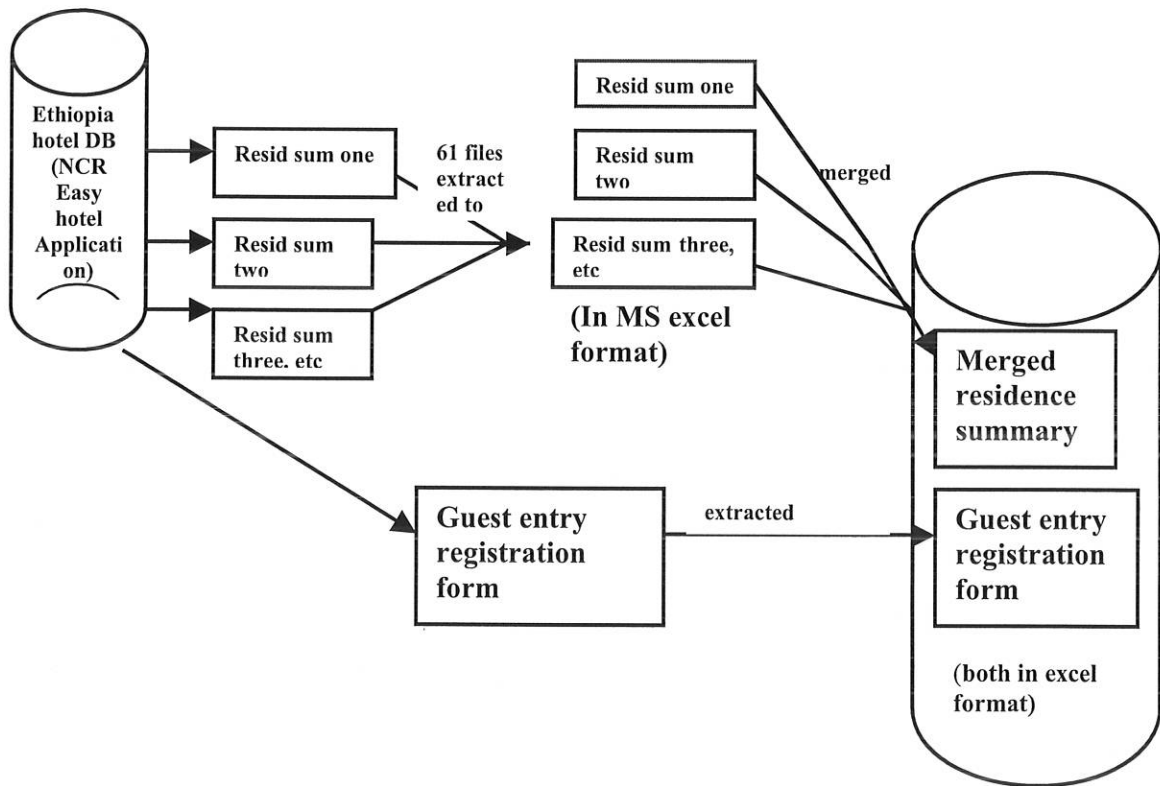 Ethiopia
hotel DB
(NCR
Easy
hotel
Applicati
on)
Resid sum one
Resid sum
two
Resid sum
three. etc
61 files
extract
ed to
Resid sum one
Resid sum
two
Resid sum three,
etc
(In MS excel
format)
merged
Merged
residence
summary
Guest entry
registration
form
extracted
Guest entry
registration
form
(both in excel
format)